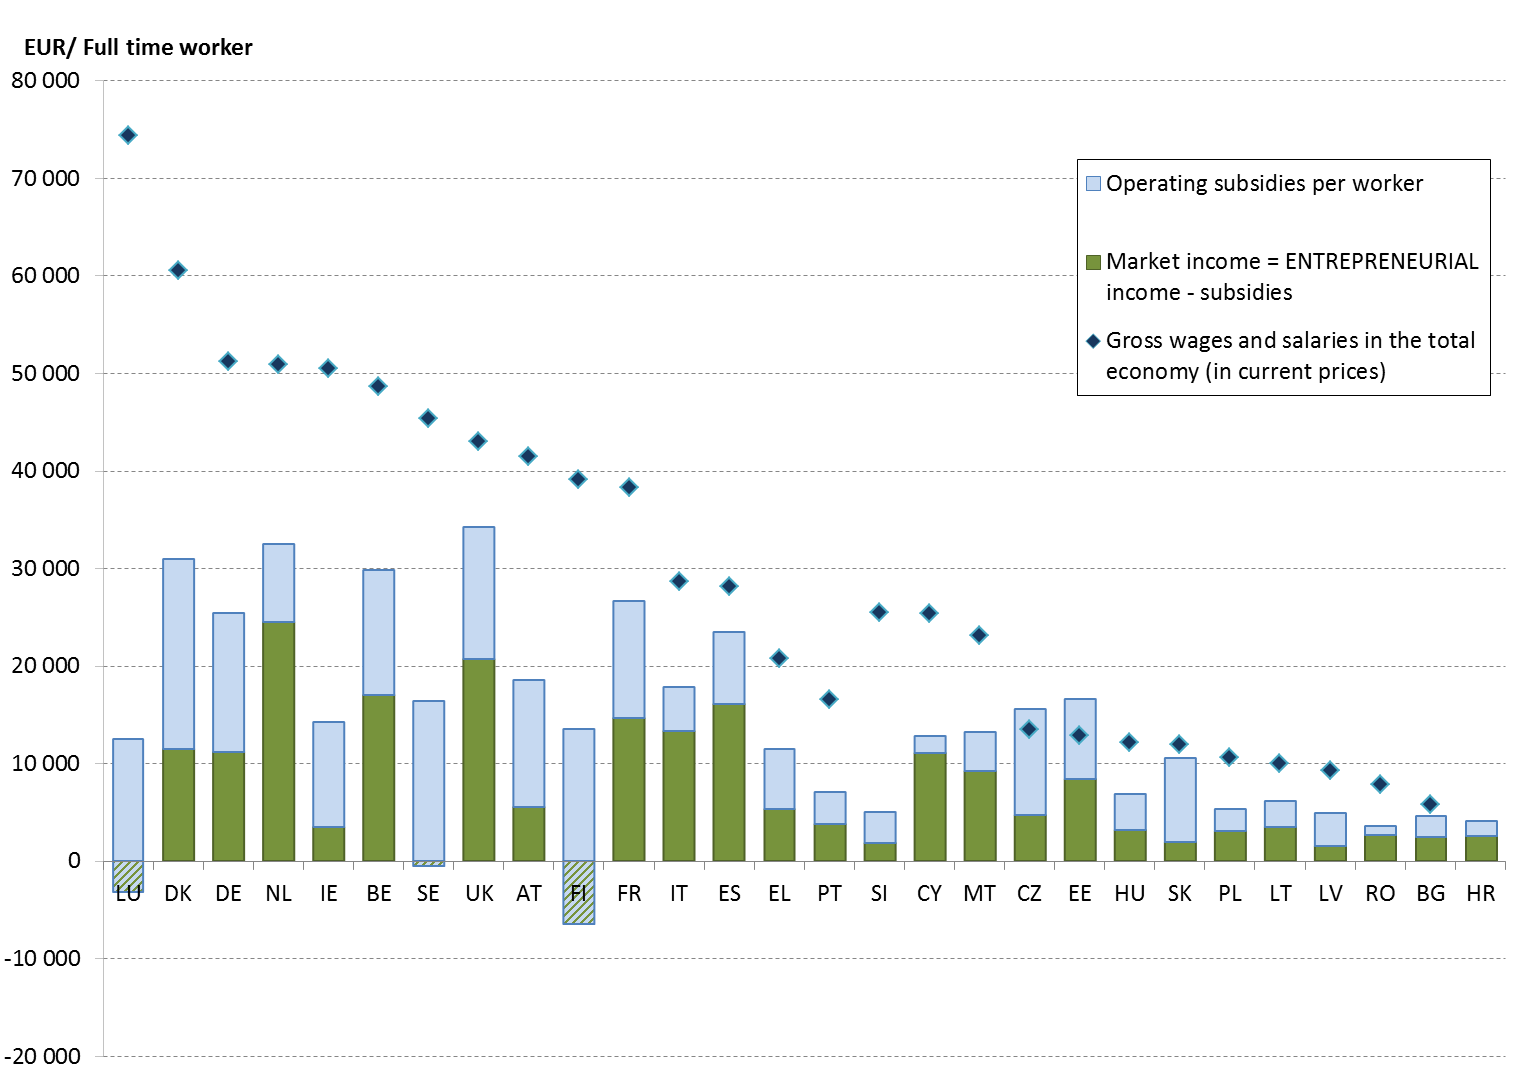 EUR/ Full time worker
80 000
70 000
60 000
50 000
40 000
30 000
20 000
10 000
0
-10 000
-20 000
Operating subsidies per worker
Market income = ENTREPRENEURIAL
income - subsidies
Gross wages and salaries in the total
economy (in current prices)
LU DK DE NL IE BE SE UK AT FI FR IT ES EL PT SI CY MT CZ EE HU SK PL LT LV RO BG HR